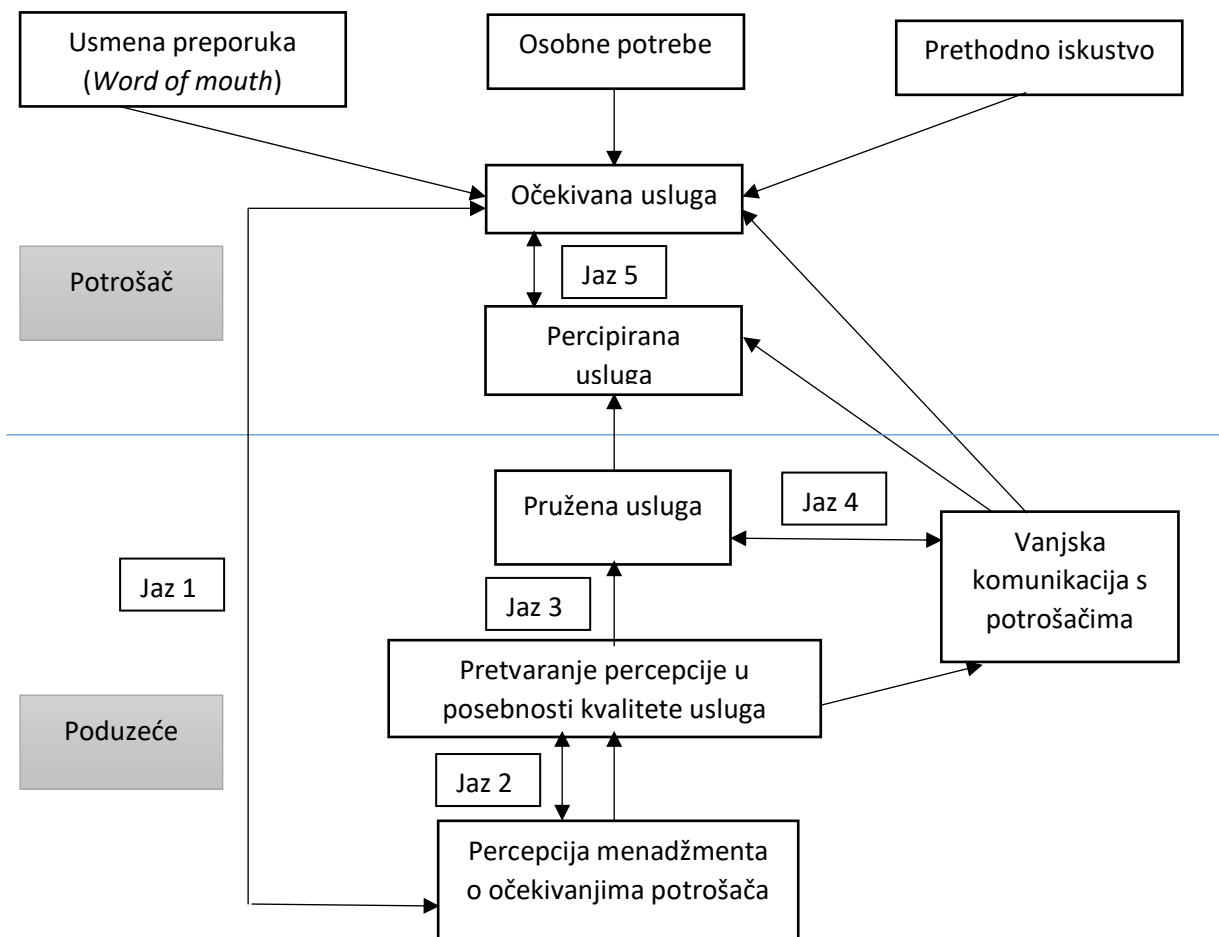 Usmena preporuka
(Word of mouth)
Osobne potrebe
Prethodno iskustvo
Očekivana usluga
Potrošač
Jaz 5
Percipirana
usluga
Pružena usluga
Jaz 4
Vanjska
komunikacija s
potrošačima
Jaz 1
Jaz 3
Pretvaranje percepcije u
posebnosti kvalitete usluga
Poduzeće
Jaz 2
Percepcija menadžmenta
o očekivanjima potrošača